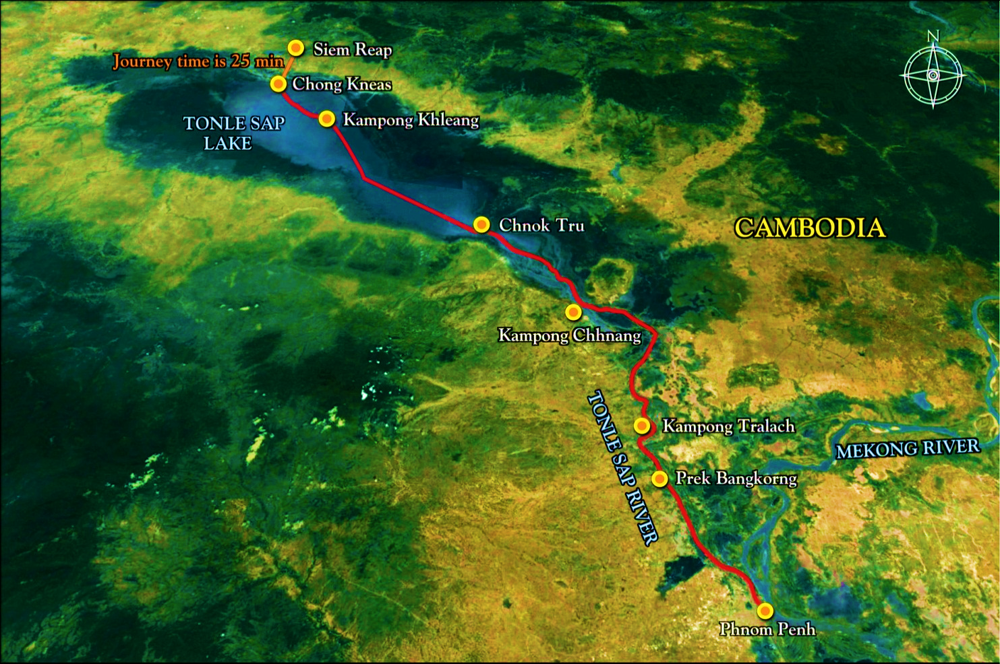 N
Siem Reap
Journey time is 25 min
Chong Kneas
TONLE SAP
LAKE
Kampong Khleang
Chnok Tru
CAMBODIA
Kampong Chhnang
TONLE SAP RIVER
Kampong Tralach
MEKONG RIVER
Prek Bangkorng
Phnom Penh